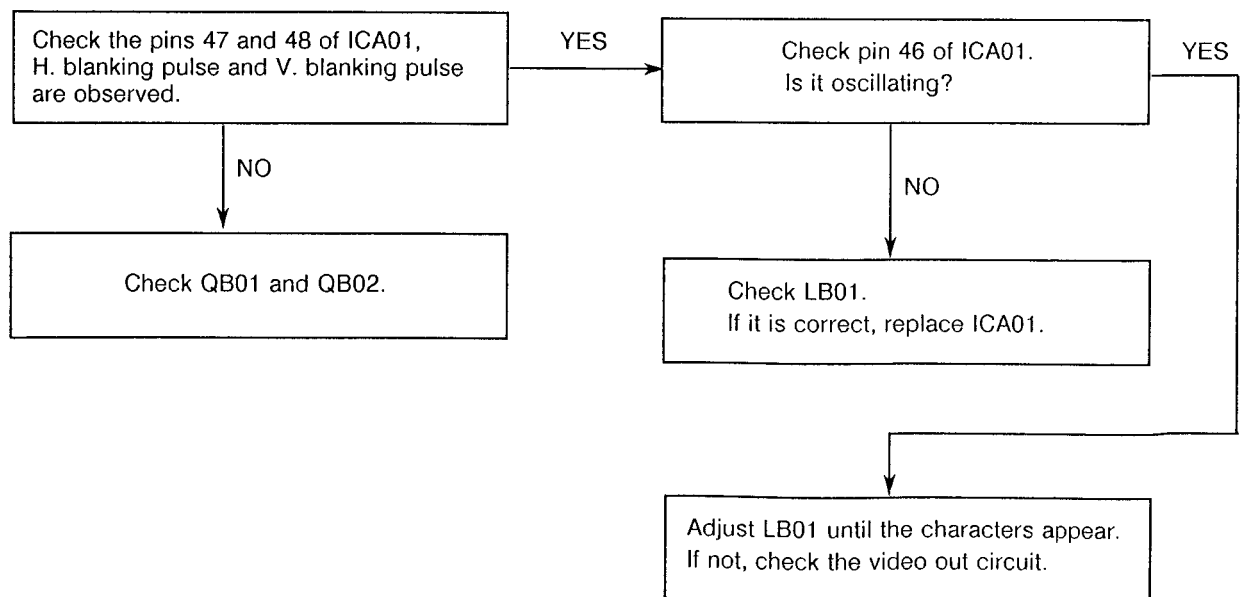 Check the pins 47 and 48 of ICA01,
H. blanking pulse and V. blanking pulse
are observed.
YES
Check pin 46 of ICA01.
Is it oscillating?
YES
NO
Check QB01 and QB02.
NO
Check LB01.
If it is correct, replace ICA01.
Adjust LB01 until the characters appear.
If not, check the video out circuit.